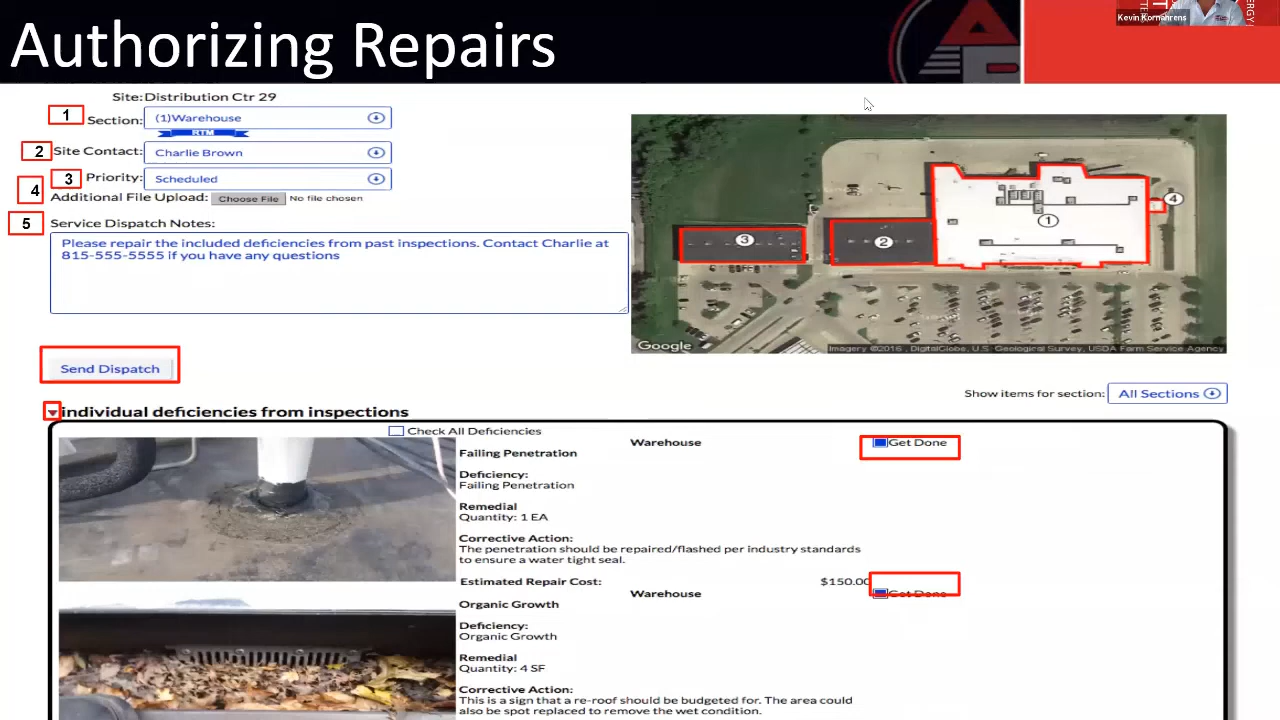 Authorizing Repairs
Kevin Kornahrens
Site: Distribution Ctr 29
1
Section: (1)Warehouse
RTM
2 Site Contact: Charlie Brown
3 Priority: Scheduled
4 Additional File Upload: Choose File No file chosen
5 Service Dispatch Notes:
Please repair the included deficiencies from past inspections. Contact Charlie at
815-555-5555 if you have any questions
3
2
1
4
Google
Imagery ©2016 , DigitalGlobe, U.S. Geological Survey, USDA Farm Service Agency
Send Dispatch
Show items for section: All Sections
individual deficiencies from inspections
Check All Deficiencies
Warehouse Get Done
Failing Penetration
Deficiency:
Failing Penetration
Remedial
Quantity: 1 EA
Corrective Action:
The penetration should be repaired/flashed per industry standards
to ensure a water tight seal.
Estimated Repair Cost: $150.00
Warehouse Get Done
Organic Growth
Deficiency:
Organic Growth
Remedial
Quantity: 4 SF
Corrective Action:
This is a sign that a re-roof should be budgeted for. The area could
also be spot replaced to remove the wet condition.